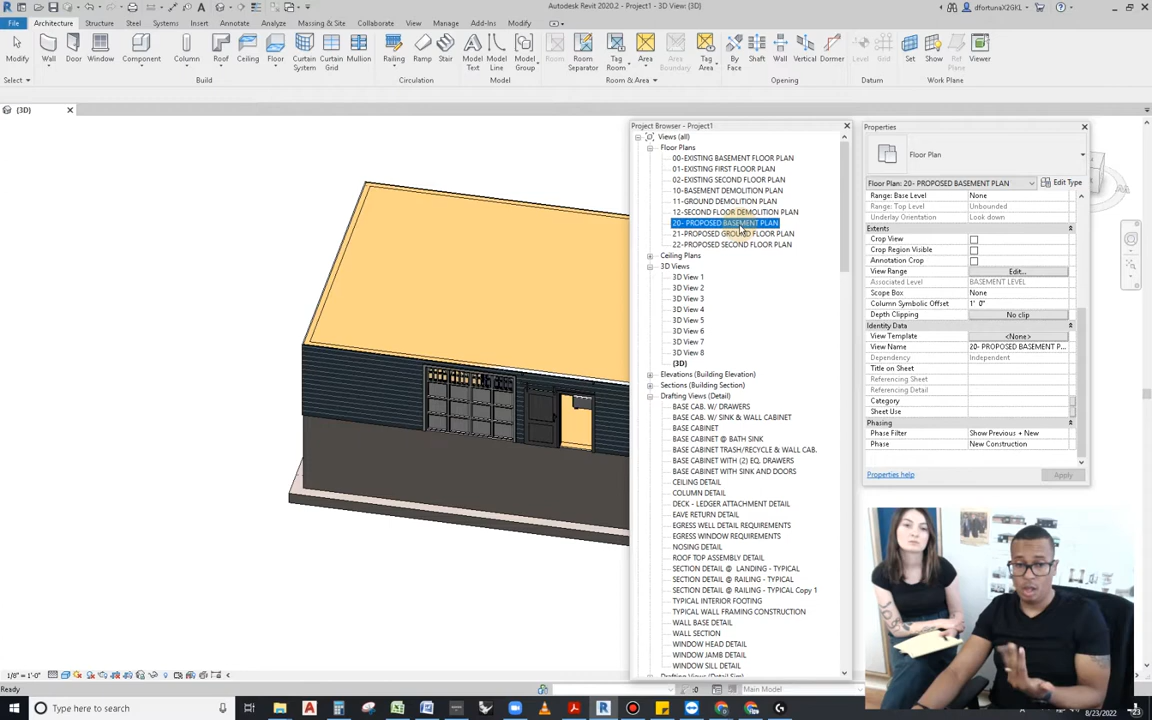 Autodesk Revit 2020.2 - Project1 - 3D View: {3D}
dfortunaX2GKL
File
Architecture
Structure
Steel
Systems
Insert
Annotate
Analyze
Massing & Site
Collaborate
View
Manage
Add-Ins
Modify
Modify
Wall
Door
Window
Component
Column
Roof
Ceiling
Floor
Curtain System
Curtain Grid
Mullion
Railing
Ramp
Stair
Model Text
Model Line
Model Group
Room
Room Separator
Tag Room
Area
Area Boundary
Tag Area
By Face
Shaft
Wall
Vertical
Dormer
Level
Grid
Set
Show
Ref Plane
Viewer
Select
Build
Circulation
Model
Room & Area
Opening
Datum
Work Plane
{3D}
Project Browser - Project1
Views (all)
Floor Plans
00-EXISTING BASEMENT FLOOR PLAN
01-EXISTING FIRST FLOOR PLAN
02-EXISTING SECOND FLOOR PLAN
10-BASEMENT DEMOLITION PLAN
11-GROUND DEMOLITION PLAN
12-SECOND FLOOR DEMOLITION PLAN
20- PROPOSED BASEMENT PLAN
21-PROPOSED GROUND FLOOR PLAN
22-PROPOSED SECOND FLOOR PLAN
Ceiling Plans
3D Views
3D View 1
3D View 2
3D View 3
3D View 4
3D View 5
3D View 6
3D View 7
3D View 8
{3D}
Elevations (Building Elevation)
Sections (Building Section)
Drafting Views (Detail)
BASE CAB. W/ DRAWERS
BASE CAB. W/ SINK & WALL CABINET
BASE CABINET
BASE CABINET @ BATH SINK
BASE CABINET TRASH/RECYCLE & WALL CAB.
BASE CABINET WITH (2) EQ. DRAWERS
BASE CABINET WITH SINK AND DOORS
CEILING DETAIL
COLUMN DETAIL
DECK - LEDGER ATTACHMENT DETAIL
EAVE RETURN DETAIL
EGRESS WELL DETAIL REQUIREMENTS
EGRESS WINDOW REQUIREMENTS
NOSING DETAIL
ROOF TOP ASSEMBLY DETAIL
SECTION DETAIL @ LANDING - TYPICAL
SECTION DETAIL @ RAILING - TYPICAL
SECTION DETAIL @ RAILING - TYPICAL Copy 1
TYPICAL INTERIOR FOOTING
TYPICAL WALL FRAMING CONSTRUCTION
WALL BASE DETAIL
WALL SECTION
WINDOW HEAD DETAIL
WINDOW JAMB DETAIL
WINDOW SILL DETAIL
Properties
Floor Plan
Floor Plan: 20- PROPOSED BASEMENT PLAN
Edit Type
Range: Base Level None
Range: Top Level Unbounded
Underlay Orientation Look down
Extents
Crop View
Crop Region Visible
Annotation Crop
View Range Edit...
Associated Level BASEMENT LEVEL
Scope Box None
Column Symbolic Offset 1' 0"
Depth Clipping No clip
Identity Data
View Template <None>
View Name 20- PROPOSED BASEMENT P...
Dependency Independent
Title on Sheet
Referencing Sheet
Referencing Detail
Category
Sheet Use
Phasing
Phase Filter Show Previous + New
Phase New Construction
Properties help
Apply
1/8" = 1'-0"
Ready
:0
Main Model
Type here to search
8/23/2022